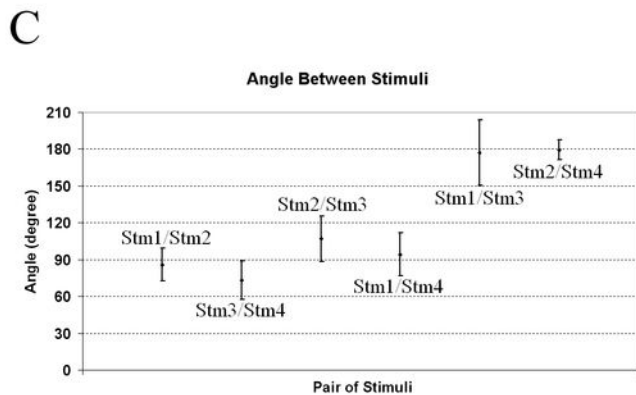 C
Angle Between Stimuli
210
180
150
120
90
60
30
0
Angle (degree)
Stm1/Stm2
Stm3/Stm4
Stm2/Stm3
Stm1/Stm4
Stm1/Stm3
Stm2/Stm4
Pair of Stimuli